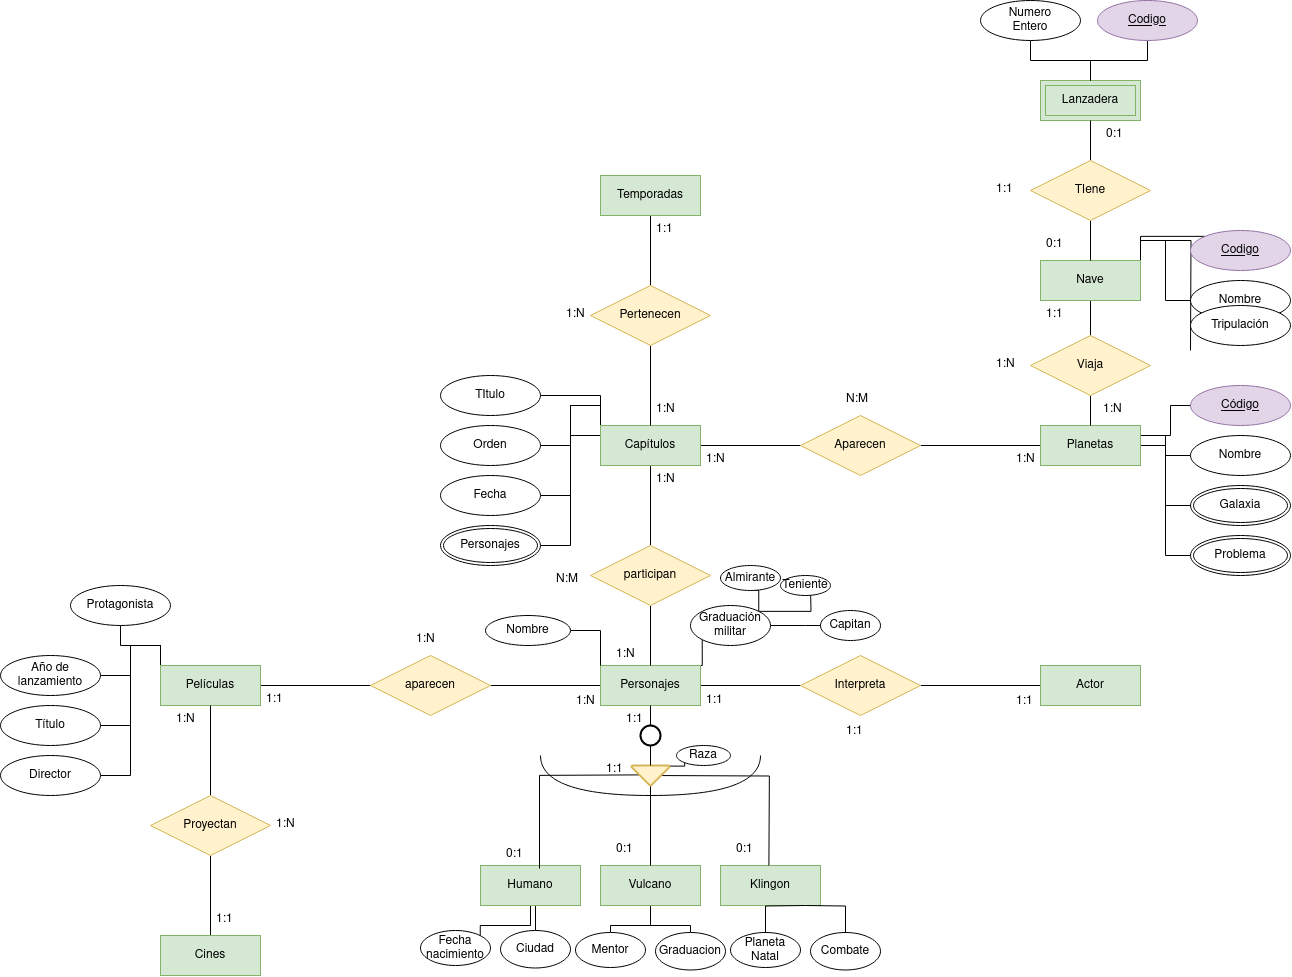 Numero
Entero
Codigo
Lanzadera
0:1
1:1
TIene
Temporadas
1:1
0:1
Codigo
Nave
Nombre
1:N
Pertenecen
1:1
Tripulación
1:N
Viaja
TItulo
1:N
N:M
1:N
Código
Orden
Capítulos
Aparecen
Planetas
Nombre
1:N
1:N
1:N
Fecha
Galaxia
Personajes
Problema
N:M
participan
Almirante
Teniente
Protagonista
Graduación
militar
Capitan
Nombre
1:N
1:N
Año de
lanzamiento
Películas
aparecen
Personajes
Interpreta
Actor
1:1
1:N
1:1
1:1
1:N
1:1
Título
1:1
Raza
1:1
Director
Proyectan
1:N
0:1
0:1
0:1
Humano
Vulcano
Klingon
1:1
Fecha
nacimiento
Ciudad
Mentor
Graduacion
Planeta
Natal
Combate
Cines